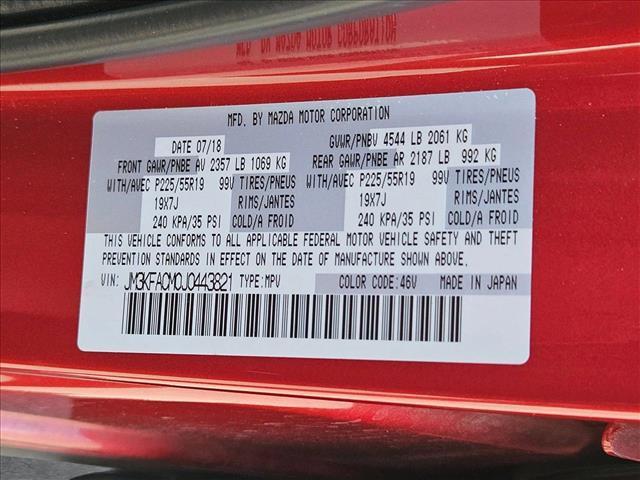 MFD. BY MAZDA MOTOR CORPORATION
DATE 07/18 GVWR/PNBV 4544 LB 2061 KG
FRONT GAWR/PNBE AV 2357 LB 1069 KG REAR GAWR/PNBE AR 2187 LB 992 KG
WITH/AVEC P225/55R19 99V TIRES/PNEUS WITH/AVEC P225/55R19 99V TIRES/PNEUS
19X7J RIMS/JANTES 19X7J RIMS/JANTES
240 KPA/35 PSI COLD/A FROID 240 KPA/35 PSI COLD/A FROID
THIS VEHICLE CONFORMS TO ALL APPLICABLE FEDERAL MOTOR VEHICLE SAFETY AND THEFT
PREVENTION STANDARDS IN EFFECT ON THE DATE OF MANUFACTURE SHOWN ABOVE.
VIN: JM3KFACM0J0443821 TYPE: MPV COLOR CODE: 46V MADE IN JAPAN